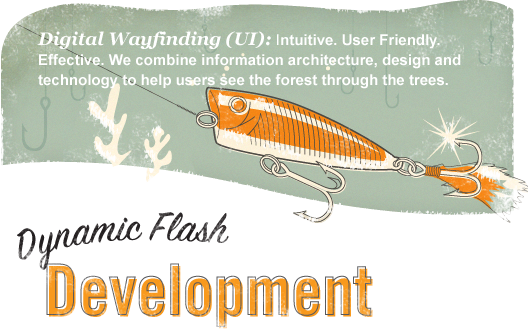 Digital Wayfinding (UI): Intuitive. User Friendly.
Effective. We combine information architecture, design and
technology to help users see the forest through the trees.
Dynamic Flash
Development